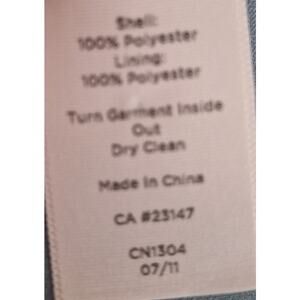 Shell:
100% Polyester
Lining:
100% Polyester
Turn Garment Inside
Out
Dry Clean
Made In China
CA #23147
CN1304
07/11